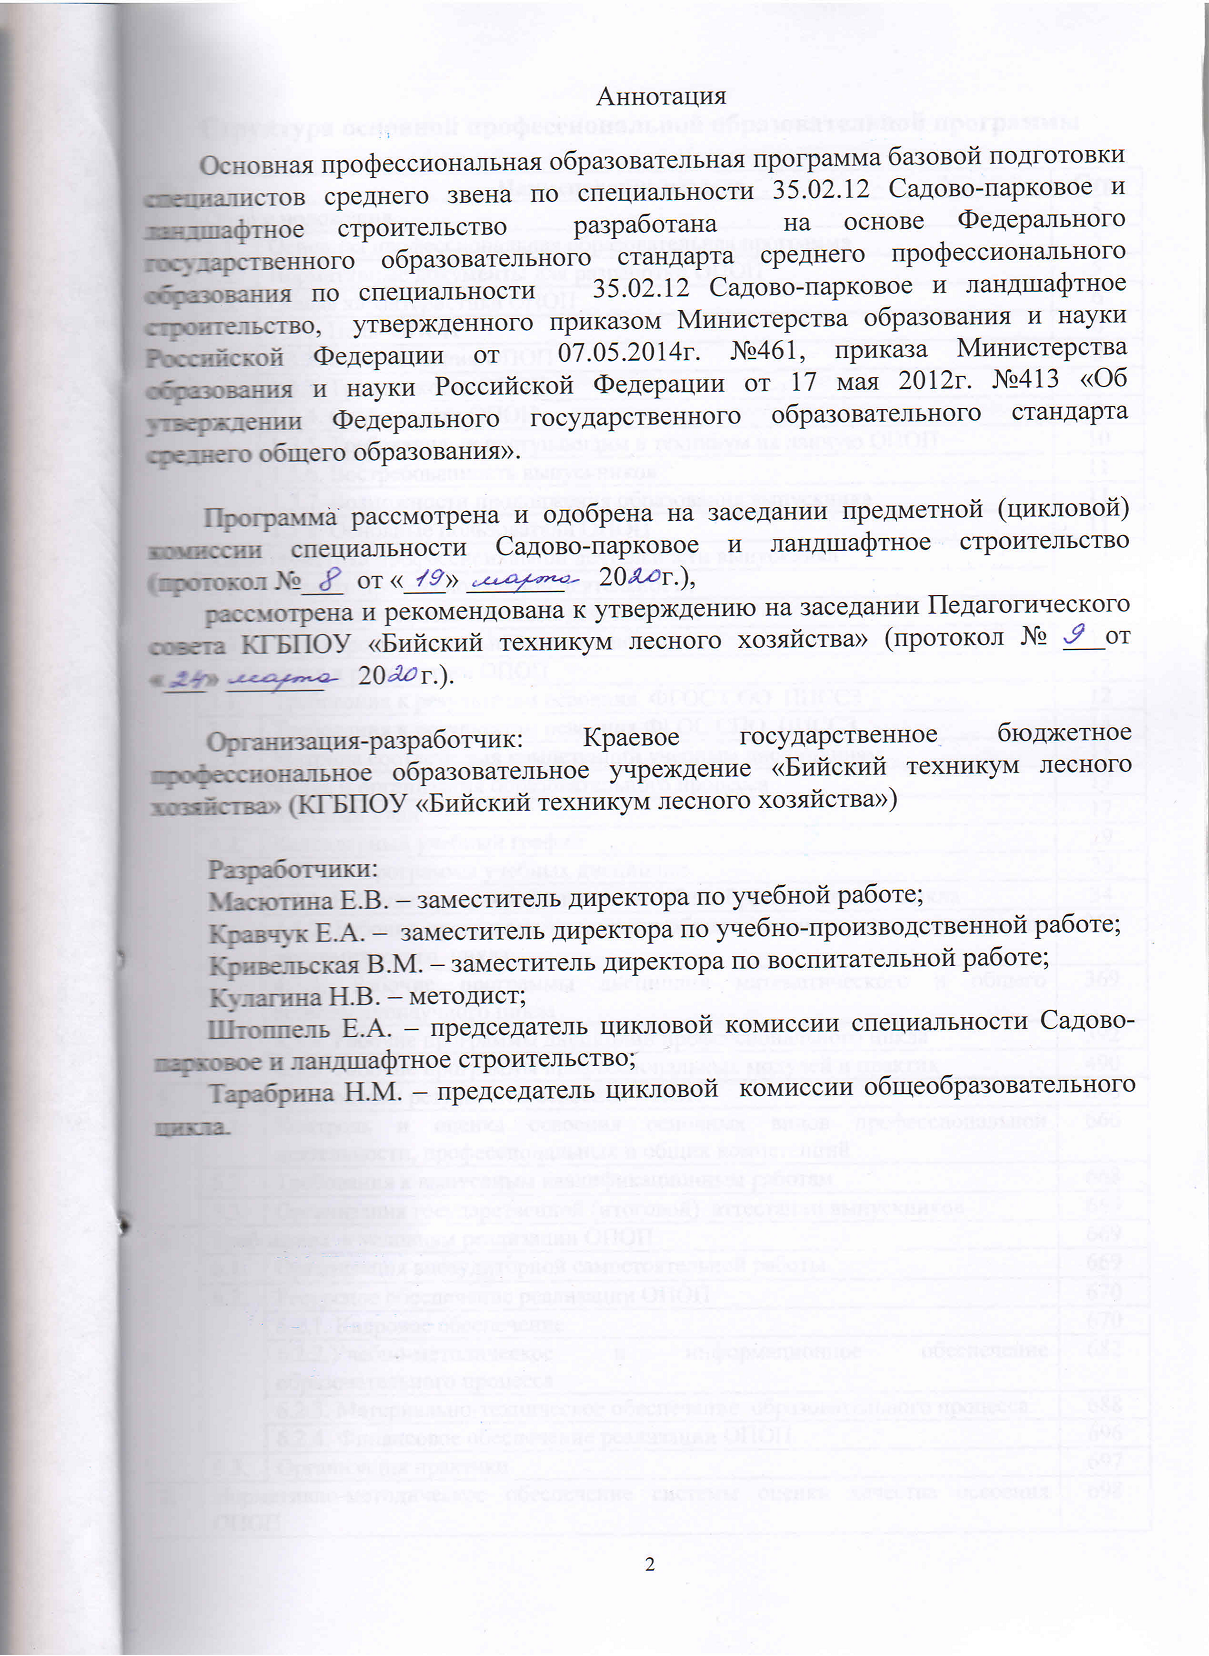 Аннотация
Основная профессиональная образовательная программа базовой подготовки
специалистов среднего звена по специальности 35.02.12 Садово-парковое и
ландшафтное строительство разработана на основе Федерального
государственного образовательного стандарта среднего профессионального
образования по специальности 35.02.12 Садово-парковое и ландшафтное
строительство, утвержденного приказом Министерства образования и науки
Российской Федерации от 07.05.2014г. №461, приказа Министерства
образования и науки Российской Федерации от 17 мая 2012г. №413 «Об
утверждении Федерального государственного образовательного стандарта
среднего общего образования».
Программа рассмотрена и одобрена на заседании предметной (цикловой)
комиссии специальности Садово-парковое и ландшафтное строительство
(протокол № 8 от «19» марта 2020г.),
рассмотрена и рекомендована к утверждению на заседании Педагогического
совета КГБПОУ «Бийский техникум лесного хозяйства» (протокол № 9 от
«24» марта 2020г.).
Организация-разработчик: Краевое государственное бюджетное
профессиональное образовательное учреждение «Бийский техникум лесного
хозяйства» (КГБПОУ «Бийский техникум лесного хозяйства»)
Разработчики:
Масютина Е.В. – заместитель директора по учебной работе;
Кравчук Е.А. – заместитель директора по учебно-производственной работе;
Кривельская В.М. – заместитель директора по воспитательной работе;
Кулагина Н.В. – методист;
Штоппель Е.А. – председатель цикловой комиссии специальности Садово-
парковое и ландшафтное строительство;
Тарабрина Н.М. – председатель цикловой комиссии общеобразовательного
цикла.
2